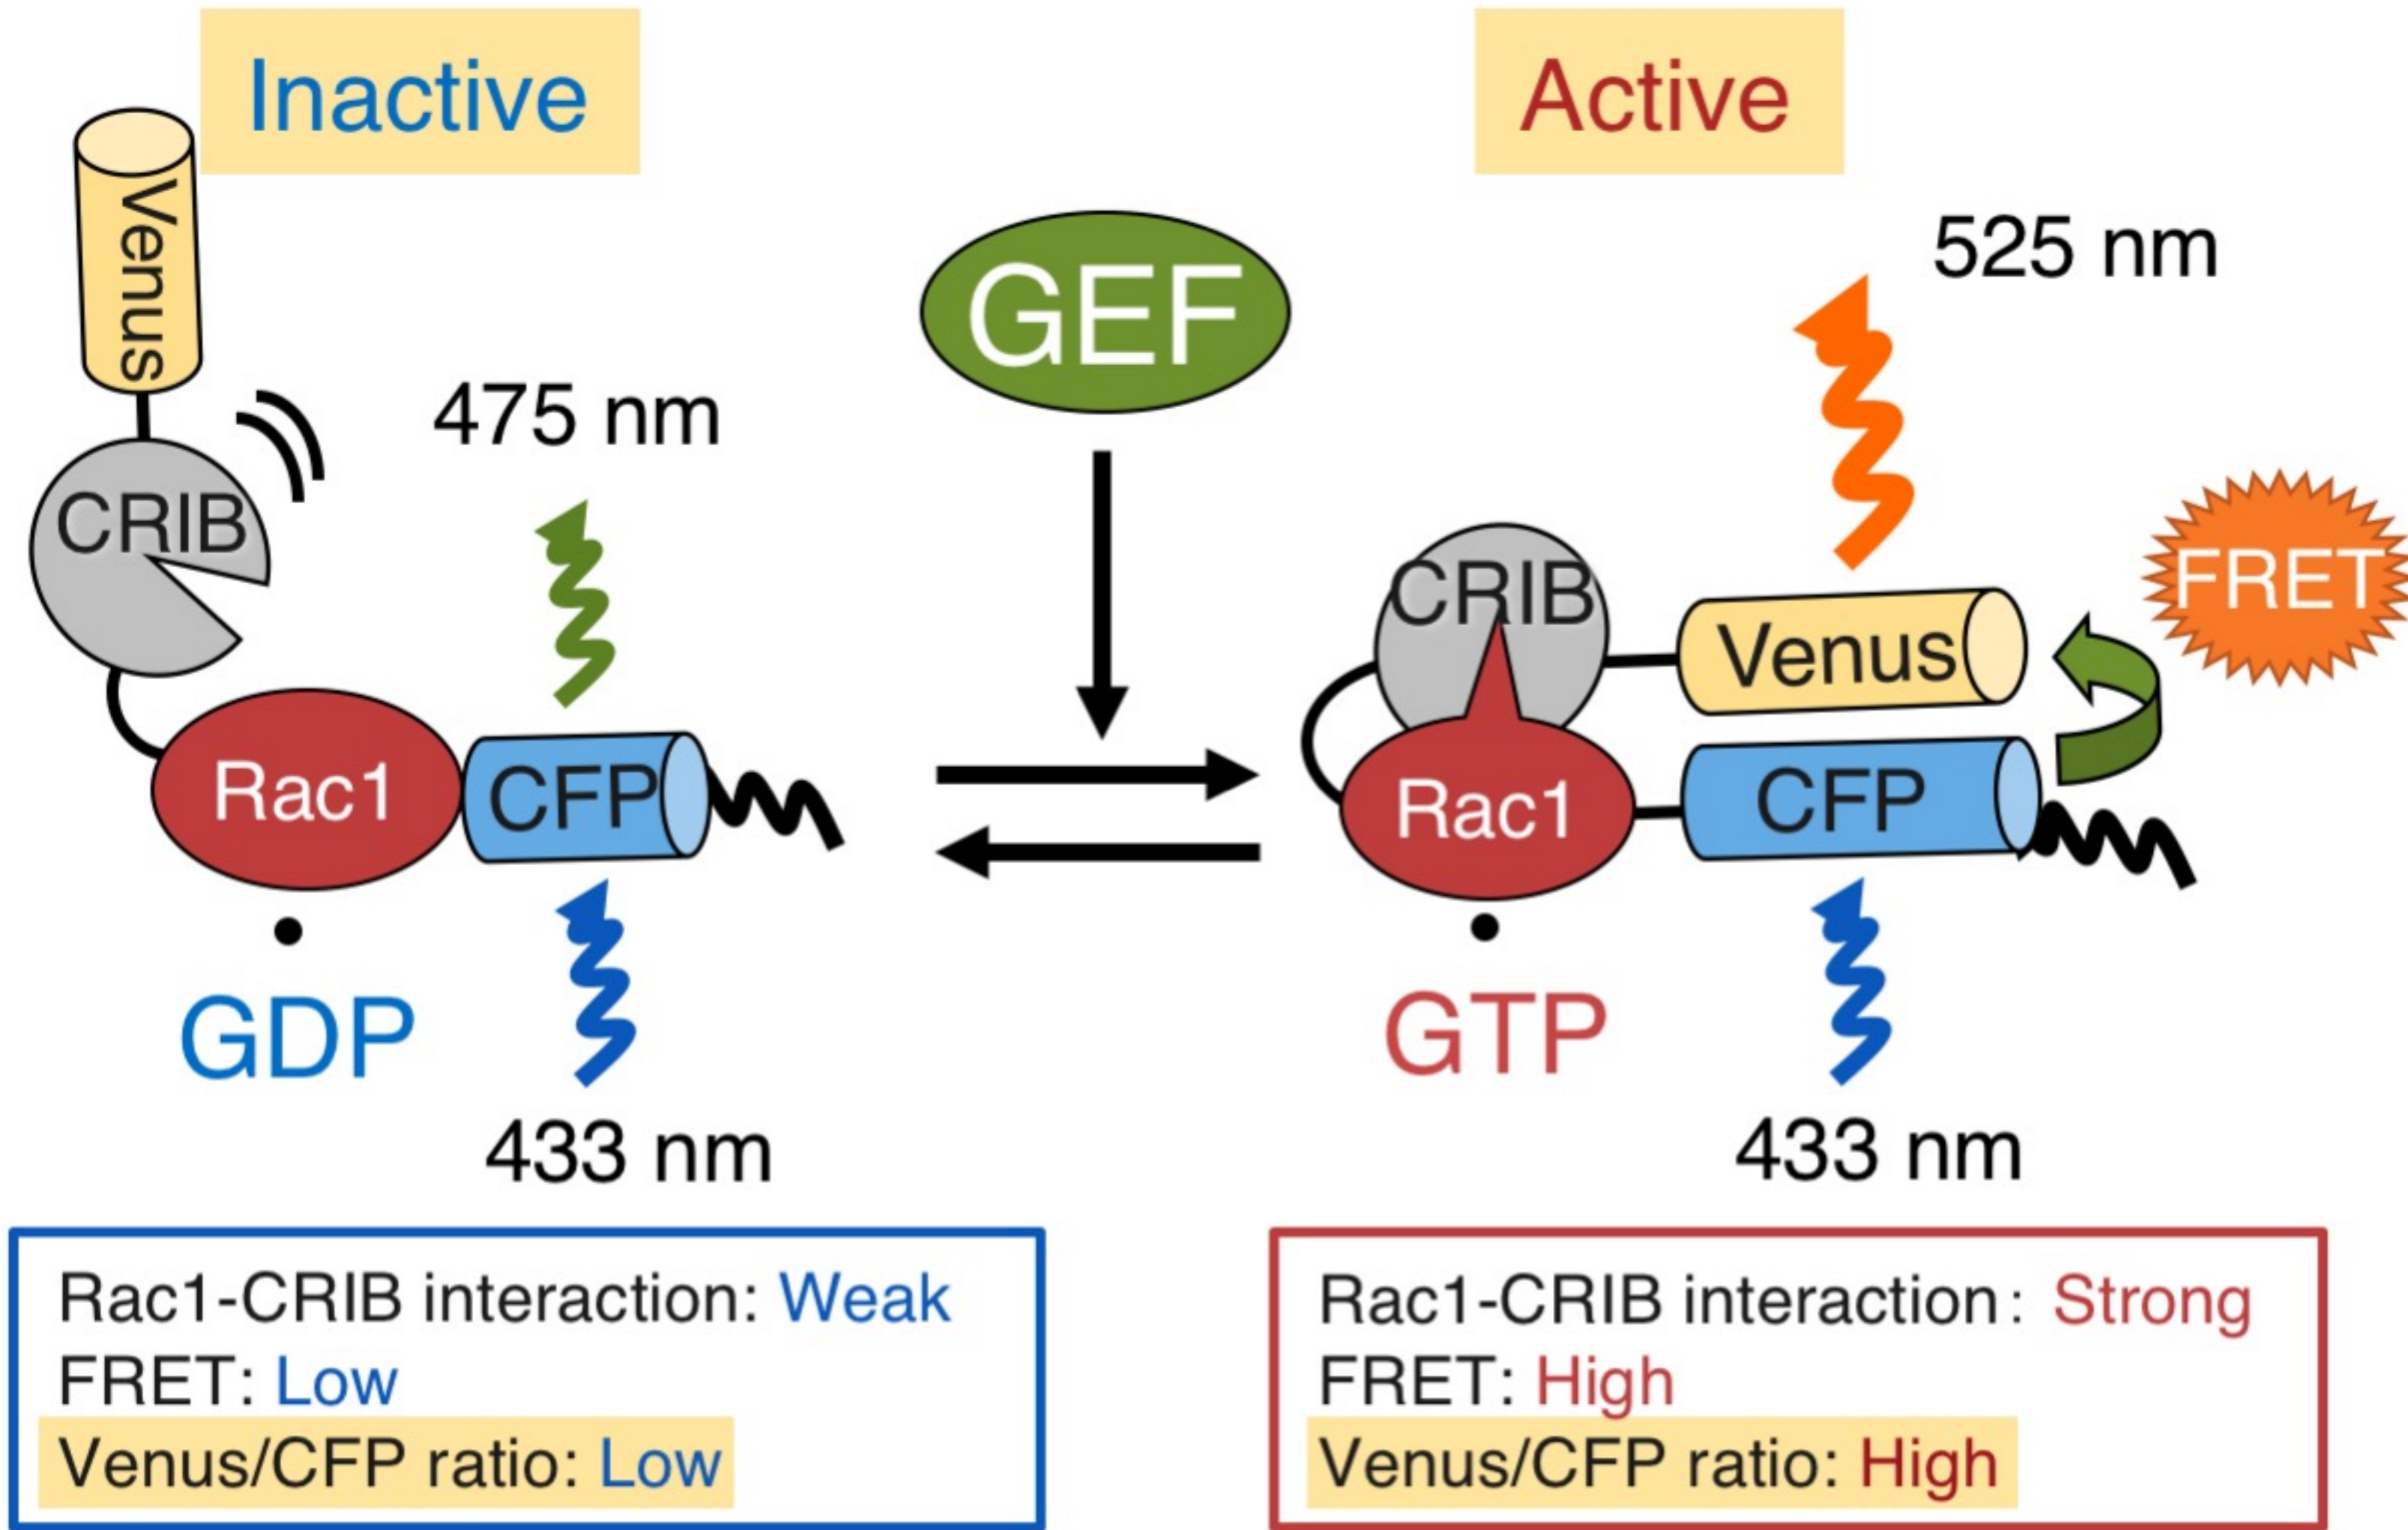 Inactive
Active
Venus
475 nm
CRIB
Rac1
CFP
GDP
433 nm
GEF
525 nm
FRET
CRIB
Venus
Rac1
CFP
GTP
433 nm
Rac1-CRIB interaction: Weak
FRET: Low
Venus/CFP ratio: Low
Rac1-CRIB interaction: Strong
FRET: High
Venus/CFP ratio: High